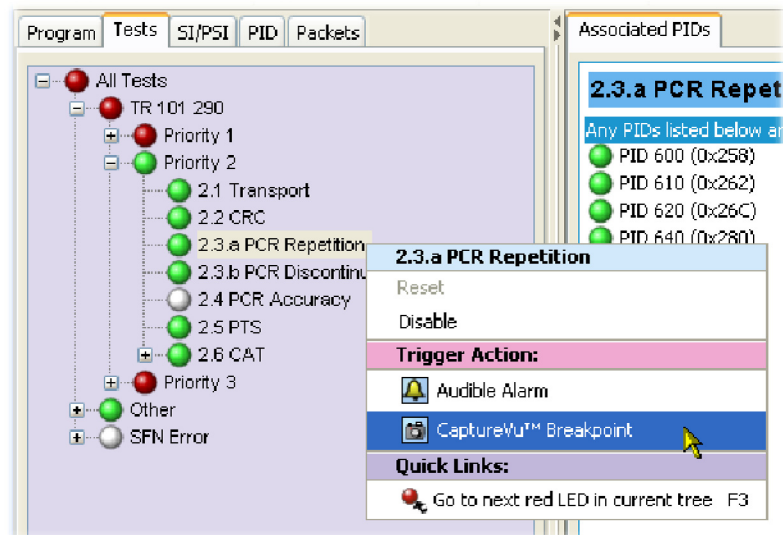 Program Tests SI/PSI PID Packets
Associated PIDs
All Tests
TR 101 290
Priority 1
Priority 2
2.1 Transport
2.2 CRC
2.3.a PCR Repetition
2.3.b PCR Discontinu
2.4 PCR Accuracy
2.5 PTS
2.6 CAT
Priority 3
Other
SFN Error
2.3.a PCR Repet
Any PIDs listed below ar
PID 600 (0x258)
PID 610 (0x262)
PID 620 (0x26C)
PID 640 (0x280)
2.3.a PCR Repetition
Reset
Disable
Trigger Action:
Audible Alarm
CaptureVu™ Breakpoint
Quick Links:
Go to next red LED in current tree F3